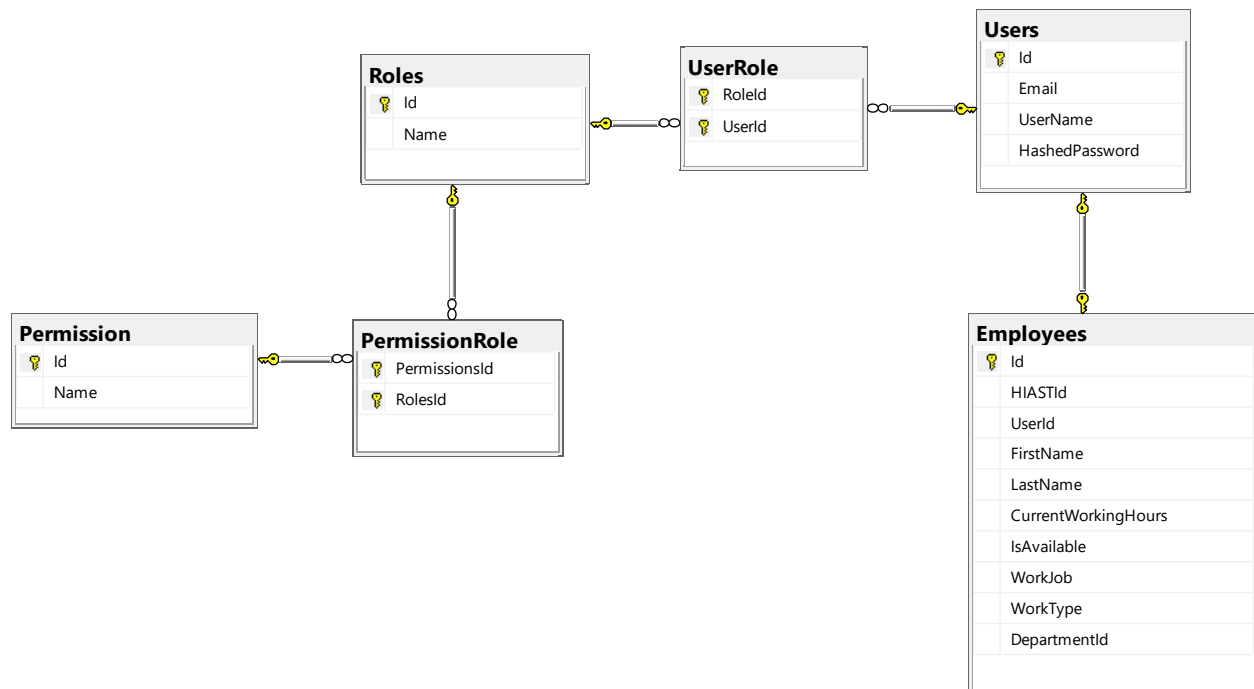 Users
Id
Email
UserName
HashedPassword
UserRole
RoleId
UserId
Roles
Id
Name
Permission
Id
Name
PermissionRole
PermissionsId
RolesId
Employees
Id
HIASTId
UserId
FirstName
LastName
CurrentWorkingHours
IsAvailable
WorkJob
WorkType
DepartmentId